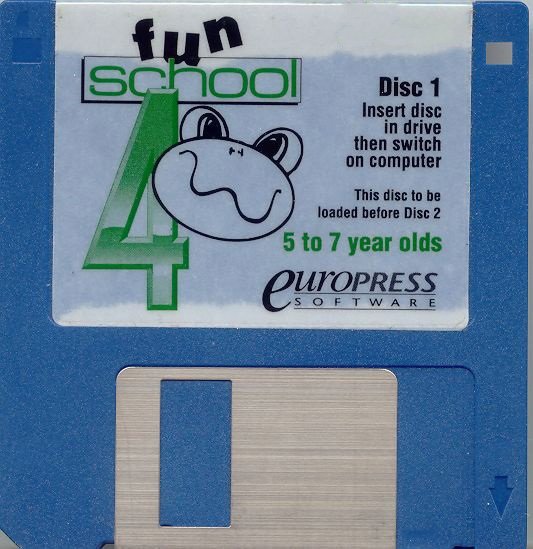 fun
school
4
Disc 1
Insert disc
in drive
then switch
on computer
This disc to be
loaded before Disc 2
5 to 7 year olds
europress
SOFTWARE